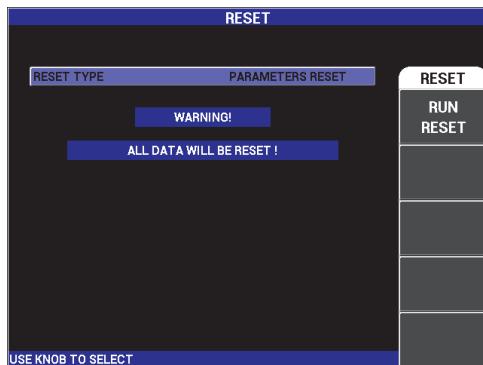 RESET
RESET TYPE PARAMETERS RESET
RESET
WARNING!
RUN
RESET
ALL DATA WILL BE RESET !
USE KNOB TO SELECT